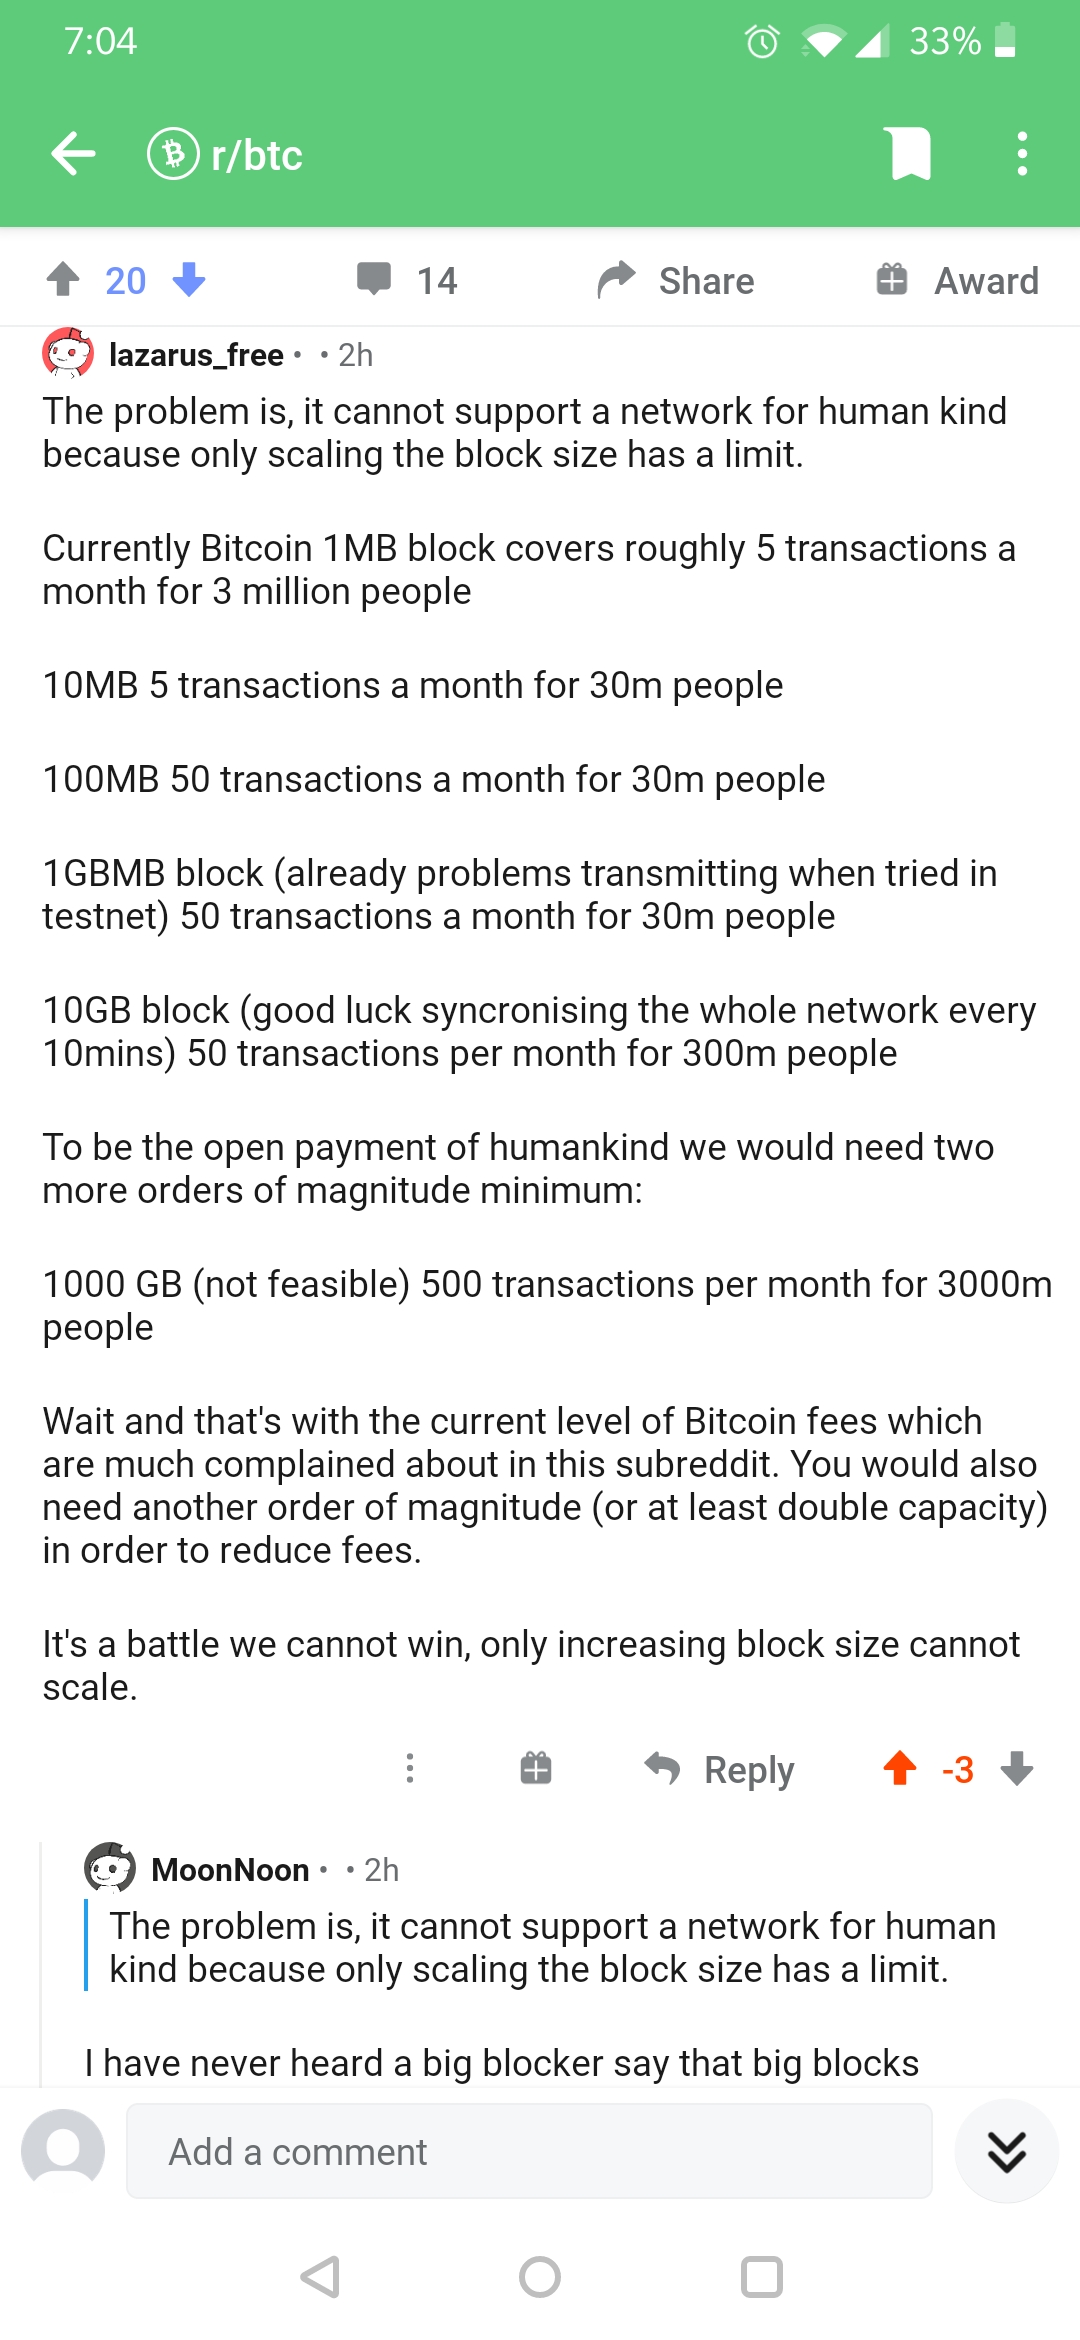 7:04
33%
r/btc
20
14
Share
Award
lazarus_free • • 2h
The problem is, it cannot support a network for human kind
because only scaling the block size has a limit.
Currently Bitcoin 1MB block covers roughly 5 transactions a
month for 3 million people
10MB 5 transactions a month for 30m people
100MB 50 transactions a month for 30m people
1GBMB block (already problems transmitting when tried in
testnet) 50 transactions a month for 30m people
10GB block (good luck syncronising the whole network every
10mins) 50 transactions per month for 300m people
To be the open payment of humankind we would need two
more orders of magnitude minimum:
1000 GB (not feasible) 500 transactions per month for 3000m
people
Wait and that's with the current level of Bitcoin fees which
are much complained about in this subreddit. You would also
need another order of magnitude (or at least double capacity)
in order to reduce fees.
It's a battle we cannot win, only increasing block size cannot
scale.
Reply
-3
MoonNoon • • 2h
The problem is, it cannot support a network for human
kind because only scaling the block size has a limit.
I have never heard a big blocker say that big blocks
Add a comment